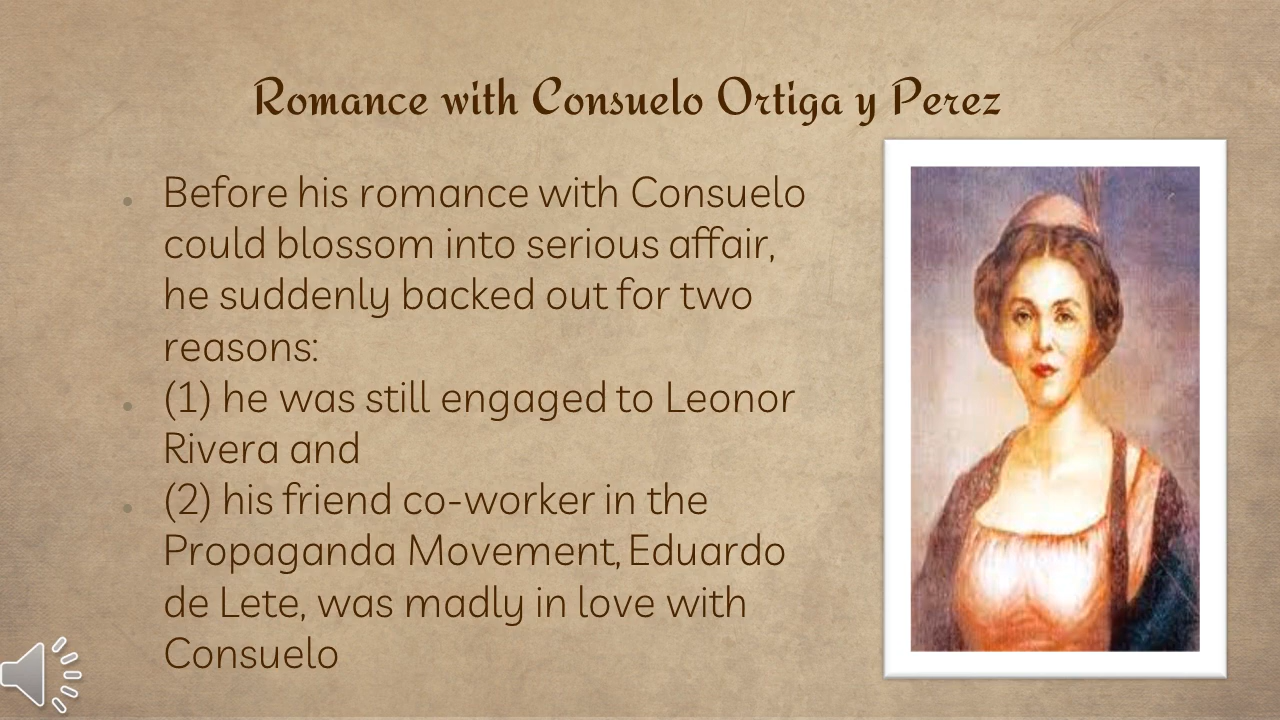 Romance with Consuelo Ortiga y Perez
Before his romance with Consuelo
could blossom into serious affair,
he suddenly backed out for two
reasons:
(1) he was still engaged to Leonor
Rivera and
(2) his friend co-worker in the
Propaganda Movement, Eduardo
de Lete, was madly in love with
Consuelo